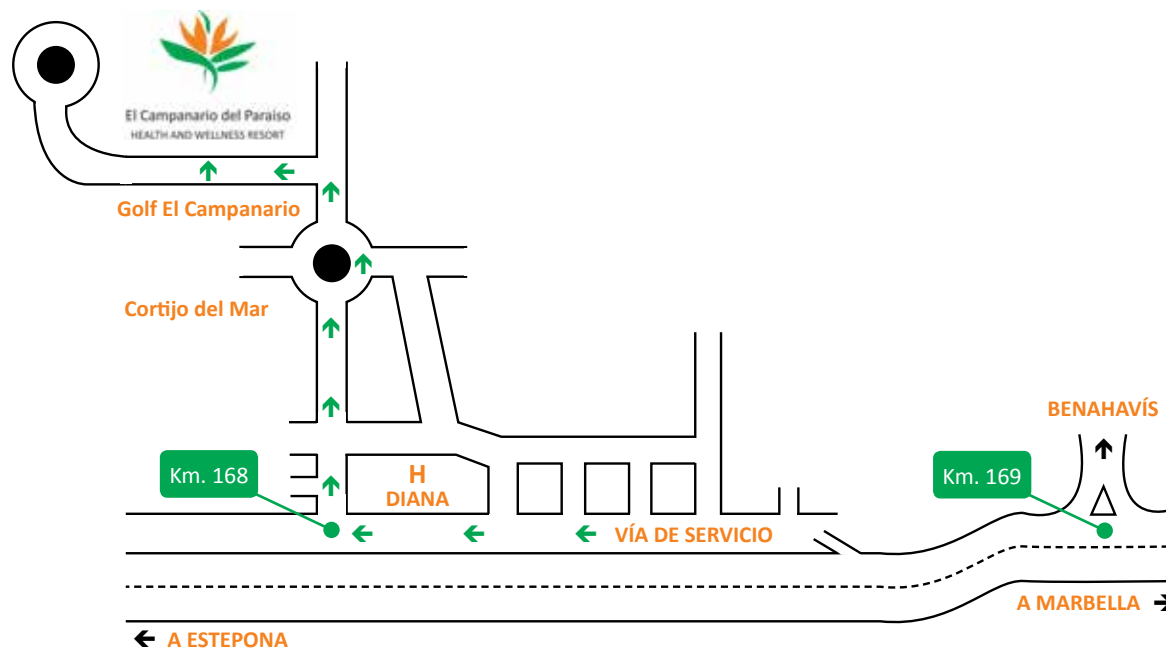 El Campanario del Paraiso
HEALTH AND WELLNESS RESORT
Golf El Campanario
Cortijo del Mar
BENAHAVÍS
Km. 168
H
DIANA
Km. 169
VÍA DE SERVICIO
A MARBELLA
A ESTEPONA